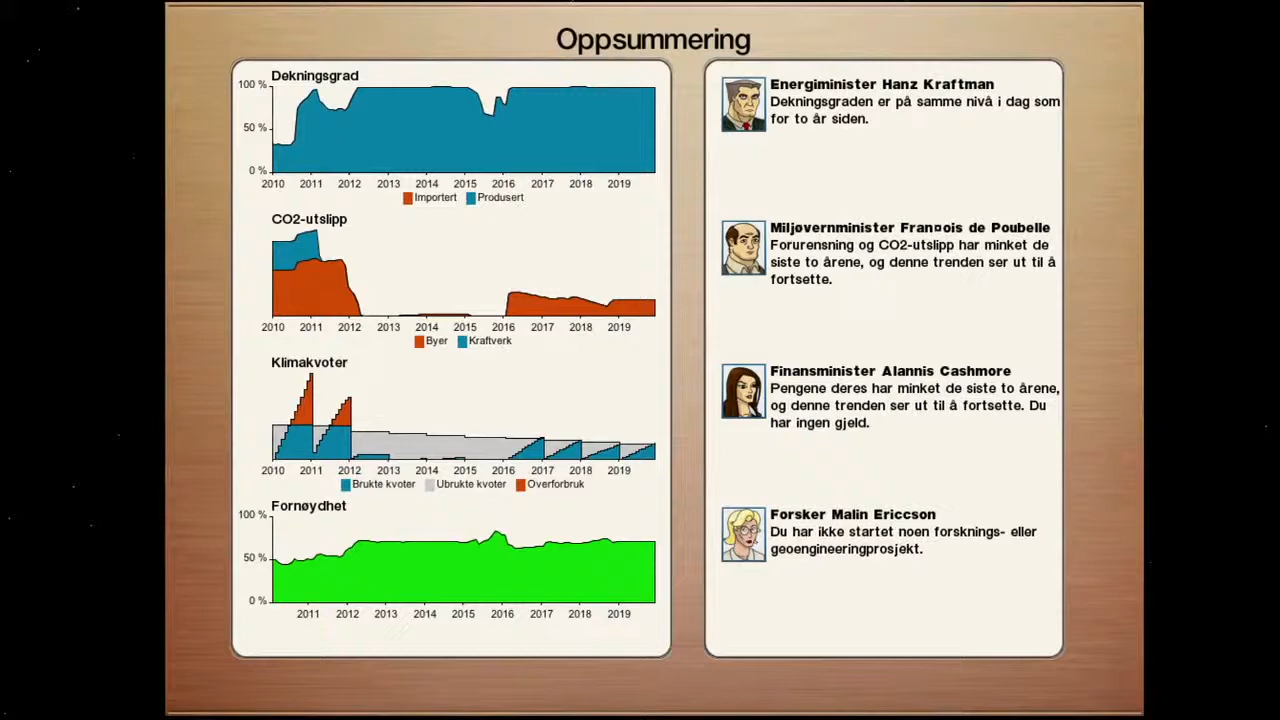 Oppsummering
Dekningsgrad
100 %
50 %
0 %
2010 2011 2012 2013 2014 2015 2016 2017 2018 2019
Importert Produsert
CO2-utslipp
2010 2011 2012 2013 2014 2015 2016 2017 2018 2019
Byer Kraftverk
Klimakvoter
2010 2011 2012 2013 2014 2015 2016 2017 2018 2019
Brukte kvoter Ubrukte kvoter Overforbruk
Fornøydhet
100 %
50 %
0 %
2011 2012 2013 2014 2015 2016 2017 2018 2019
Energiminister Hanz Kraftman
Dekningsgraden er på samme nivå i dag som
for to år siden.
Miljøvernminister Fran¤ois de Poubelle
Forurensning og CO2-utslipp har minket de
siste to årene, og denne trenden ser ut til å
fortsette.
Finansminister Alannis Cashmore
Pengene deres har minket de siste to årene,
og denne trenden ser ut til å fortsette. Du
har ingen gjeld.
Forsker Malin Ericcson
Du har ikke startet noen forsknings- eller
geoengineeringprosjekt.